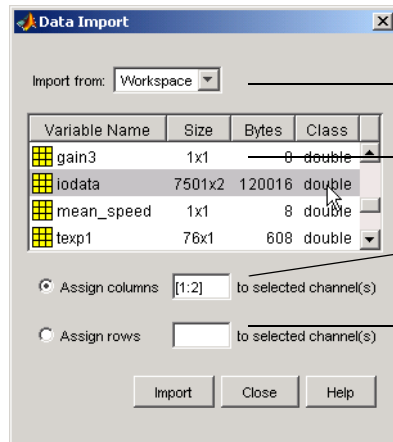 Data Import
Import from: Workspace
Variable Name Size Bytes Class
gain3 1x1 8 double
iodata 7501x2 120016 double
mean_speed 1x1 8 double
texp1 76x1 608 double
Assign columns [1:2] to selected channel(s)
Assign rows to selected channel(s)
Import Close Help